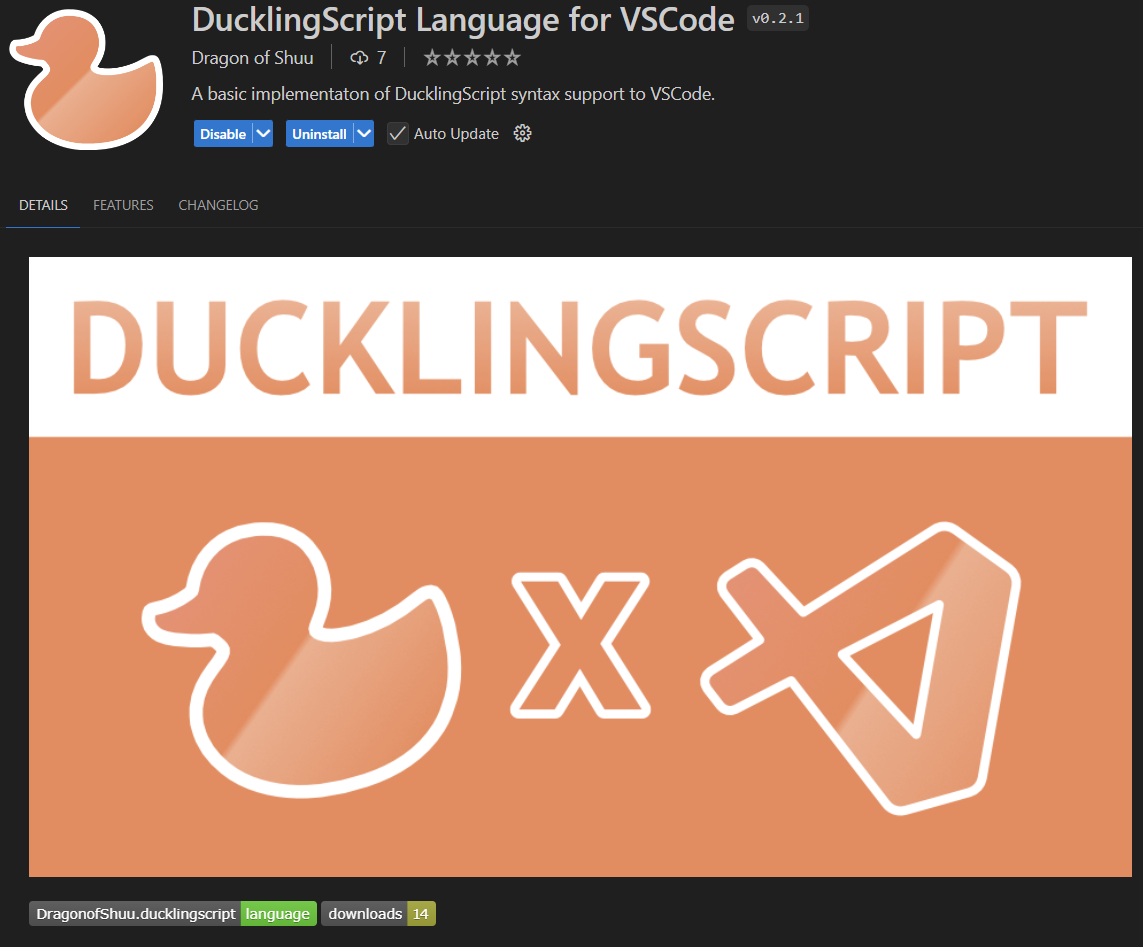 DucklingScript Language for VSCode v0.2.1
Dragon of Shuu 7
A basic implementaton of DucklingScript syntax support to VSCode.
Disable Uninstall Auto Update
DETAILS FEATURES CHANGELOG
DUCKLINGSCRIPT
X
DragonofShuu.ducklingscript language downloads 14